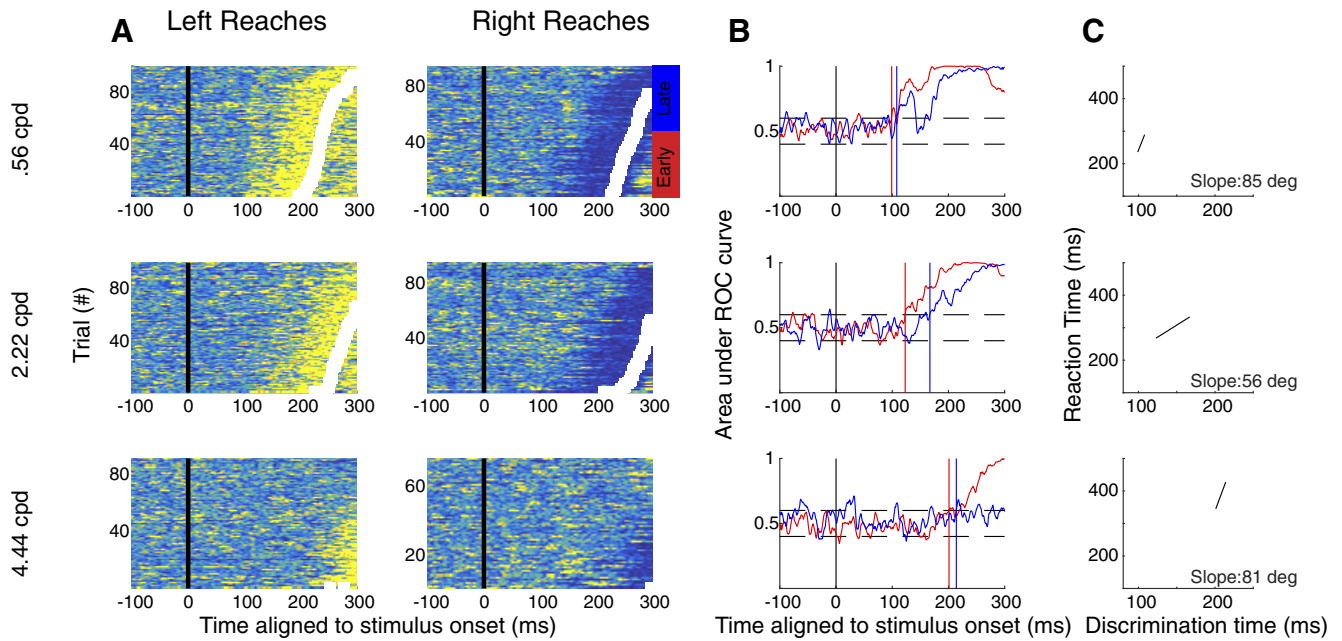 A Left Reaches Right Reaches B C
.56 cpd
80
40
-100 0 100 200 300
80
40
-100 0 100 200 300
Late
Early
1
0.5
-100 0 100 200 300
500
200
100 200
Slope:85 deg
2.22 cpd
Trial (#)
80
40
-100 0 100 200 300
80
40
-100 0 100 200 300
Area under ROC curve
1
0.5
-100 0 100 200 300
Reaction Time (ms)
500
200
100 200
Slope:56 deg
4.44 cpd
80
40
-100 0 100 200 300
60
20
-100 0 100 200 300
1
0.5
-100 0 100 200 300
500
200
100 200
Slope:81 deg
Time aligned to stimulus onset (ms) Time aligned to stimulus onset (ms) Discrimination time (ms)